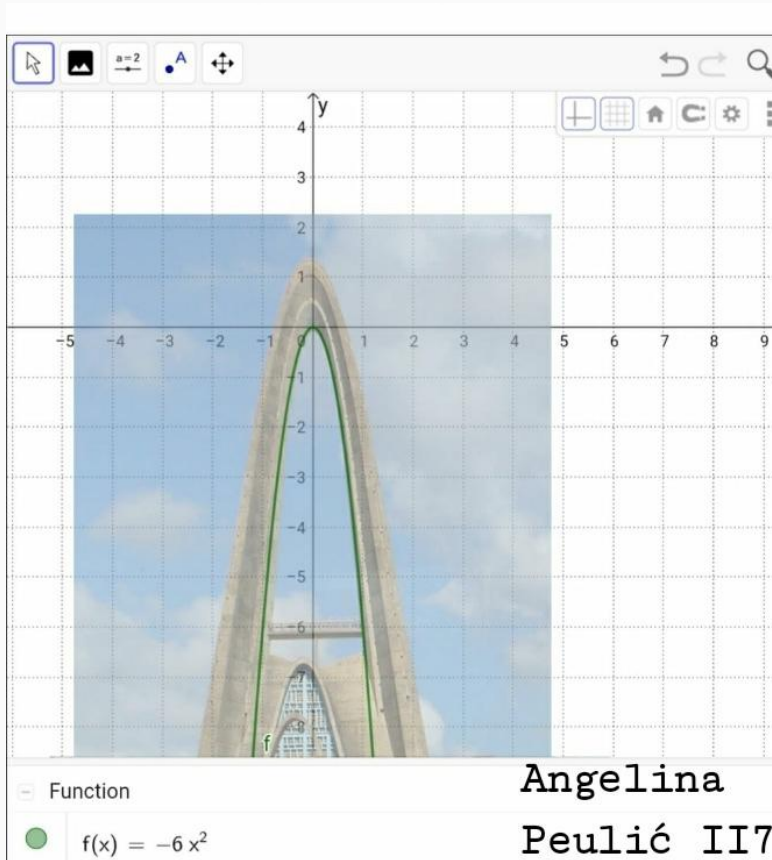 a=2
A
y
4
3
2
1
-5 -4 -3 -2 -1 0 1 2 3 4 5 6 7 8 9
-1
-2
-3
-4
-5
-6
-7
-8
f
Function
f(x) = −6 x²
Angelina
Peulić II7